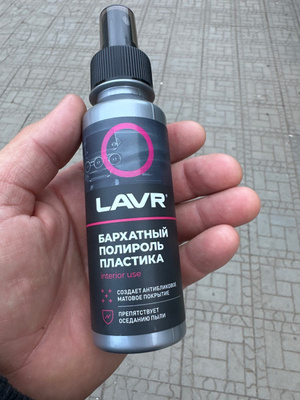 LAVR
БАРХАТНЫЙ
ПОЛИРОЛЬ
ПЛАСТИКА
interior use
СОЗДАЕТ АНТИБЛИКОВОЕ
МАТОВОЕ ПОКРЫТИЕ
ПРЕПЯТСТВУЕТ
ОСЕДАНИЮ ПЫЛИ